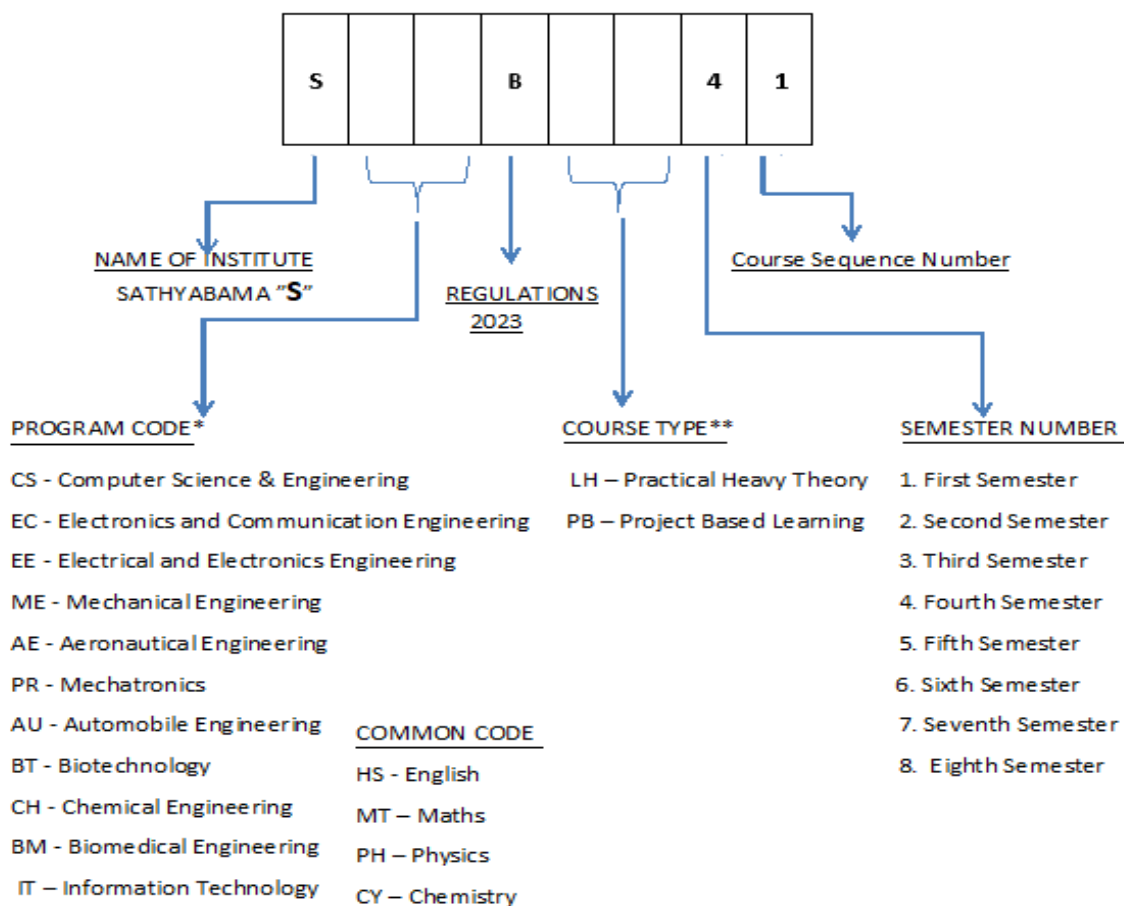 S B 4 1
NAME OF INSTITUTE
SATHYABAMA "S"
REGULATIONS
2023
Course Sequence Number
PROGRAM CODE*
CS - Computer Science & Engineering
EC - Electronics and Communication Engineering
EE - Electrical and Electronics Engineering
ME - Mechanical Engineering
AE - Aeronautical Engineering
PR - Mechatronics
AU - Automobile Engineering
BT - Biotechnology
CH - Chemical Engineering
BM - Biomedical Engineering
IT – Information Technology
COMMON CODE
HS - English
MT – Maths
PH – Physics
CY – Chemistry
COURSE TYPE**
LH – Practical Heavy Theory
PB – Project Based Learning
SEMESTER NUMBER
1. First Semester
2. Second Semester
3. Third Semester
4. Fourth Semester
5. Fifth Semester
6. Sixth Semester
7. Seventh Semester
8. Eighth Semester